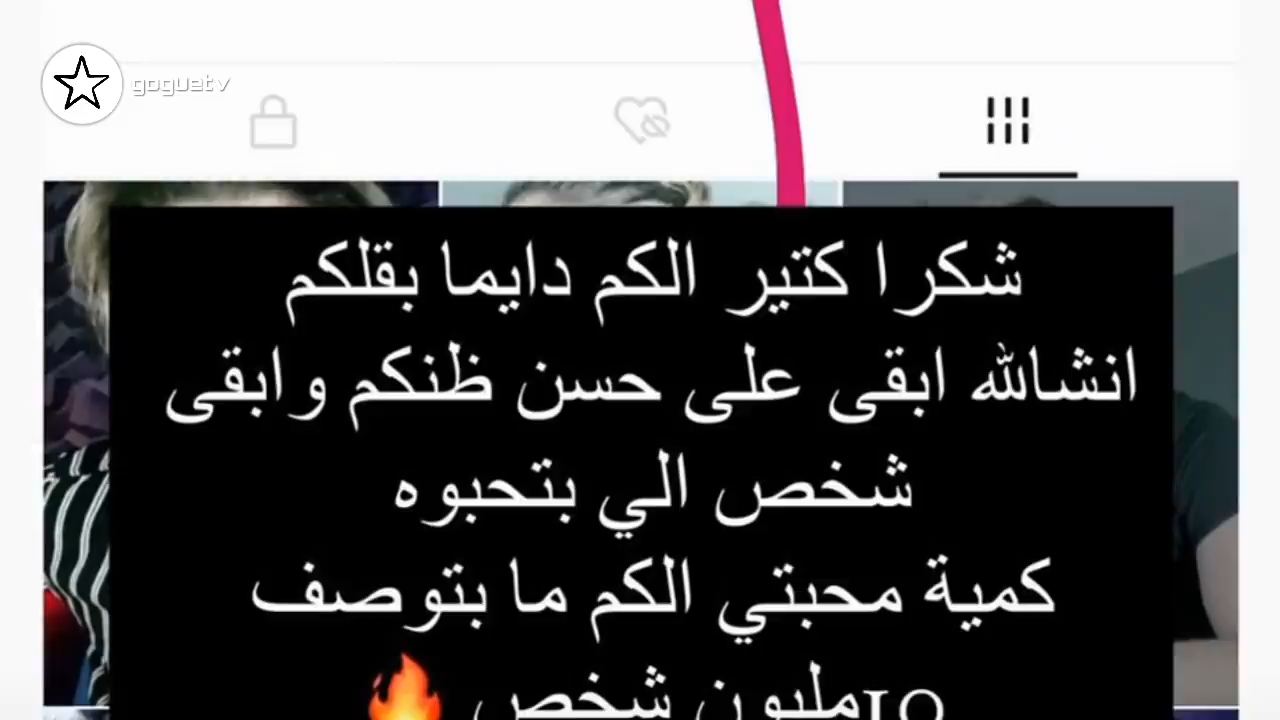 goguetv
شكرا كتير الكم دايما بقلكم
انشالله ابقى على حسن ظنكم وابقى
شخص الي بتحبوه
كمية محبتي الكم ما بتوصف
10مليون شخص 🔥